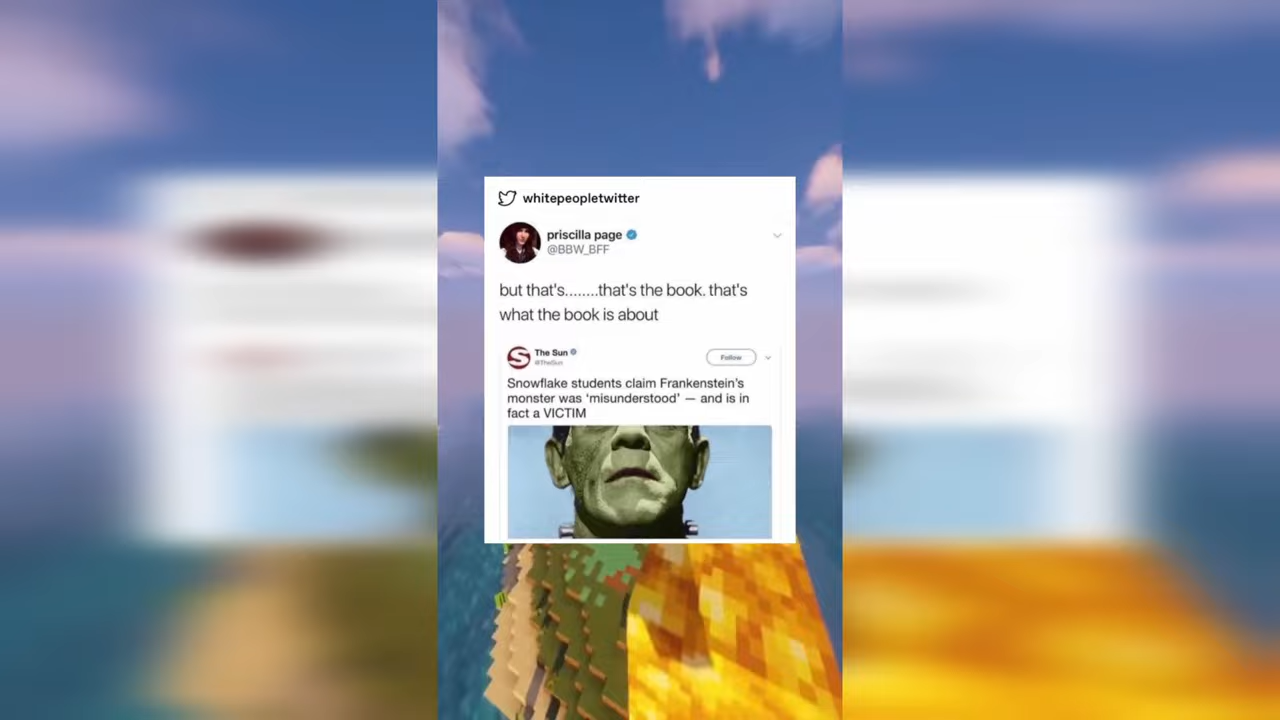 whitepeopletwitter
priscilla page
@BBW_BFF
but that's........that's the book. that's
what the book is about
The Sun
@TheSun
Follow
Snowflake students claim Frankenstein's
monster was ‘misunderstood’ — and is in
fact a VICTIM